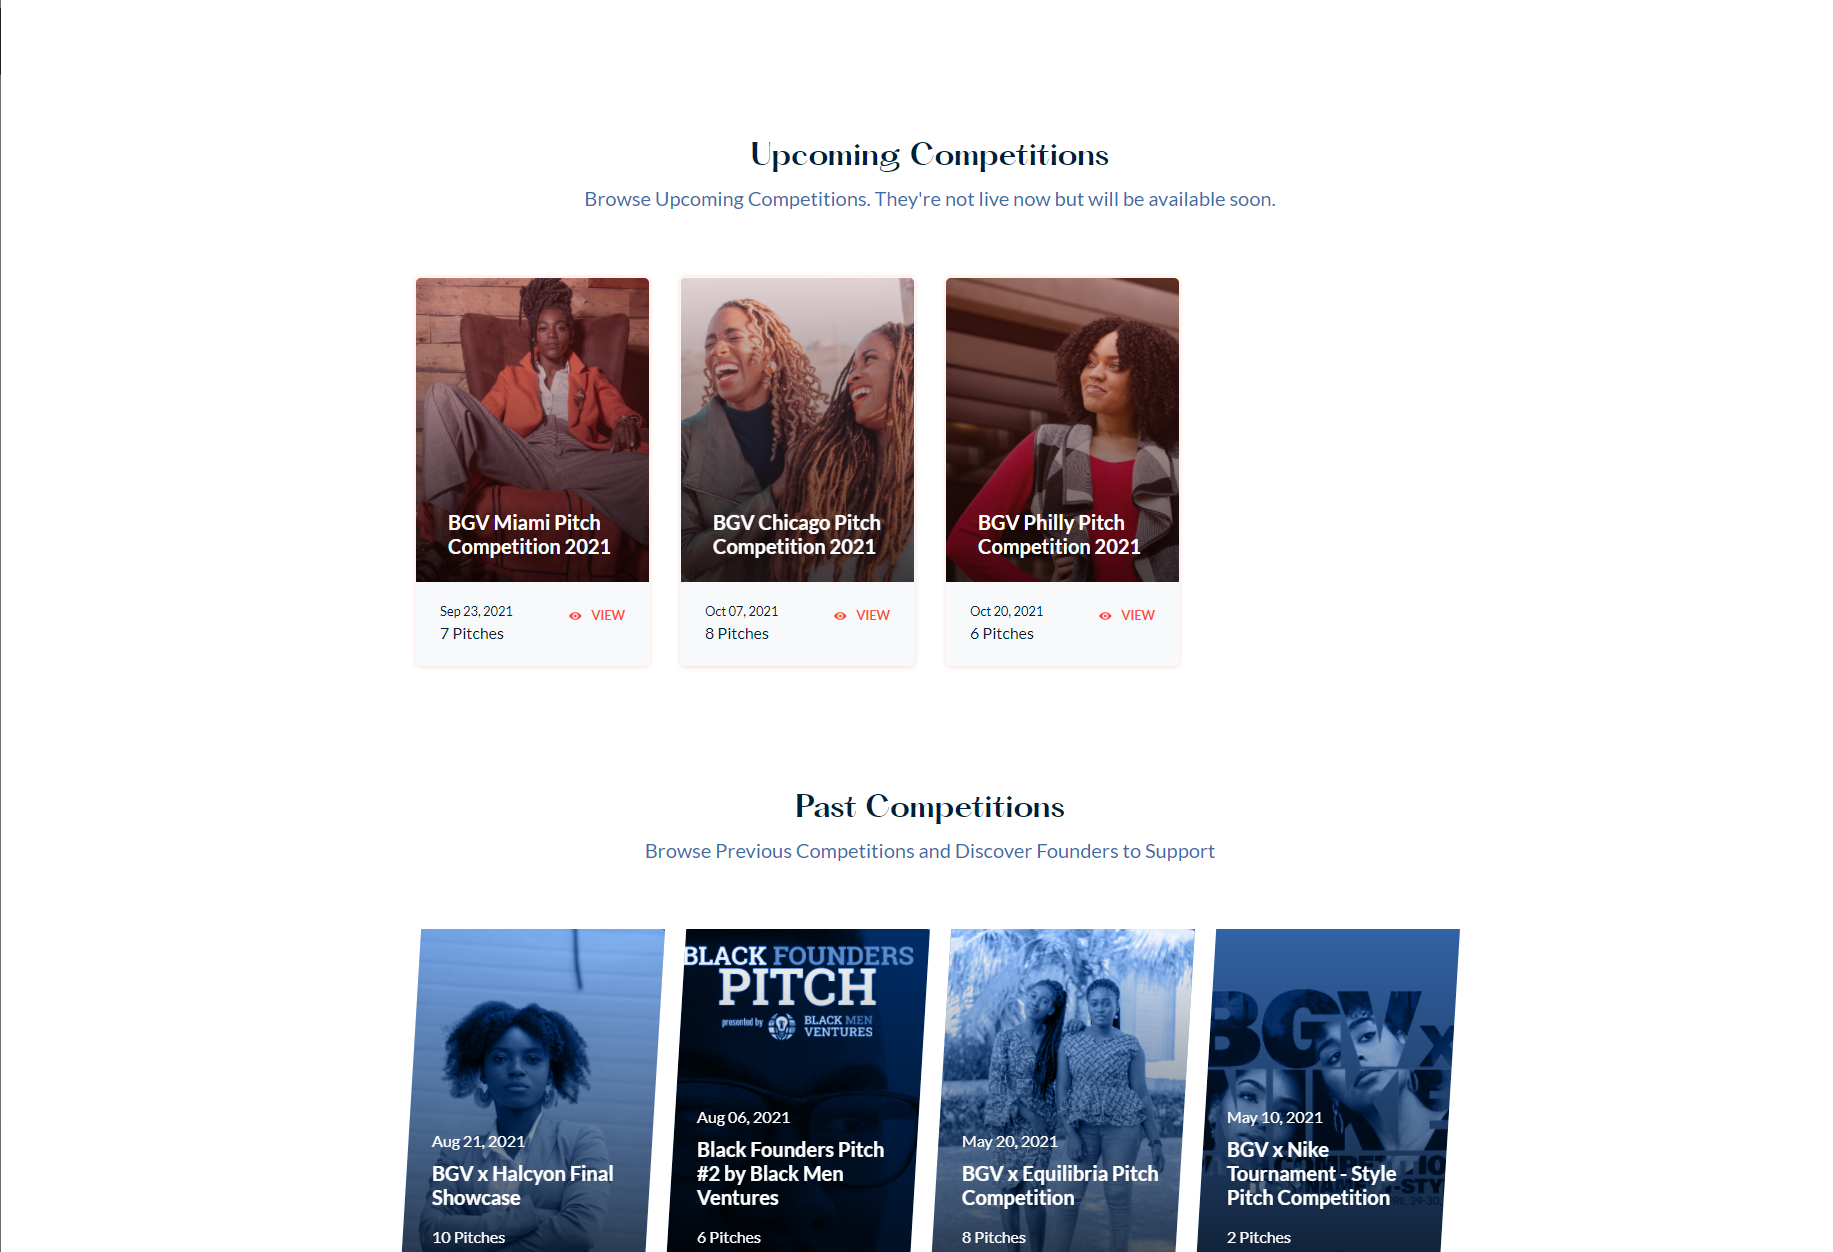 Upcoming Competitions
Browse Upcoming Competitions. They're not live now but will be available soon.
BGV Miami Pitch
Competition 2021
Sep 23, 2021
VIEW
7 Pitches
BGV Chicago Pitch
Competition 2021
Oct 07, 2021
VIEW
8 Pitches
BGV Philly Pitch
Competition 2021
Oct 20, 2021
VIEW
6 Pitches
Past Competitions
Browse Previous Competitions and Discover Founders to Support
Aug 21, 2021
BGV x Halcyon Final
Showcase
10 Pitches
BLACK FOUNDERS
PITCH
presented by
BLACK MEN
VENTURES
Aug 06, 2021
Black Founders Pitch
#2 by Black Men
Ventures
6 Pitches
May 20, 2021
BGV x Equilibria Pitch
Competition
8 Pitches
BGV x
May 10, 2021
BGV x Nike
Tournament - Style
Pitch Competition
2 Pitches